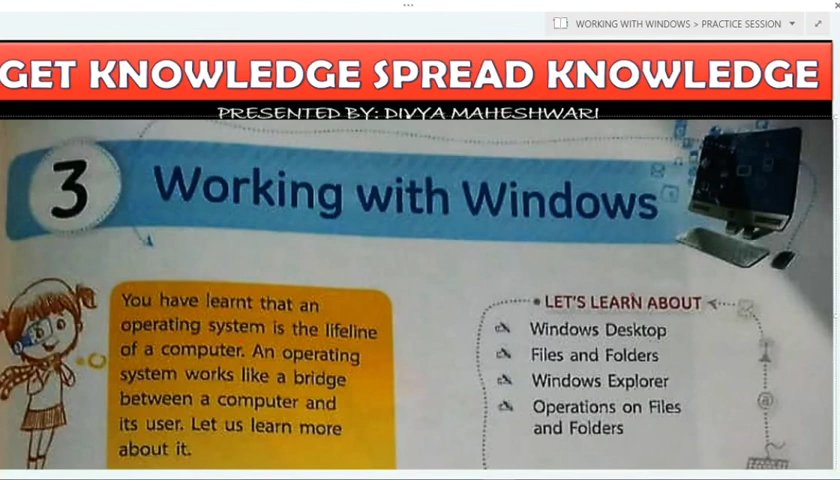 WORKING WITH WINDOWS > PRACTICE SESSION
GET KNOWLEDGE SPREAD KNOWLEDGE
PRESENTED BY: DIVYA MAHESHWARI
3 Working with Windows
You have learnt that an
operating system is the lifeline
of a computer. An operating
system works like a bridge
between a computer and
its user. Let us learn more
about it.
LET'S LEARN ABOUT
Windows Desktop
Files and Folders
Windows Explorer
Operations on Files
and Folders